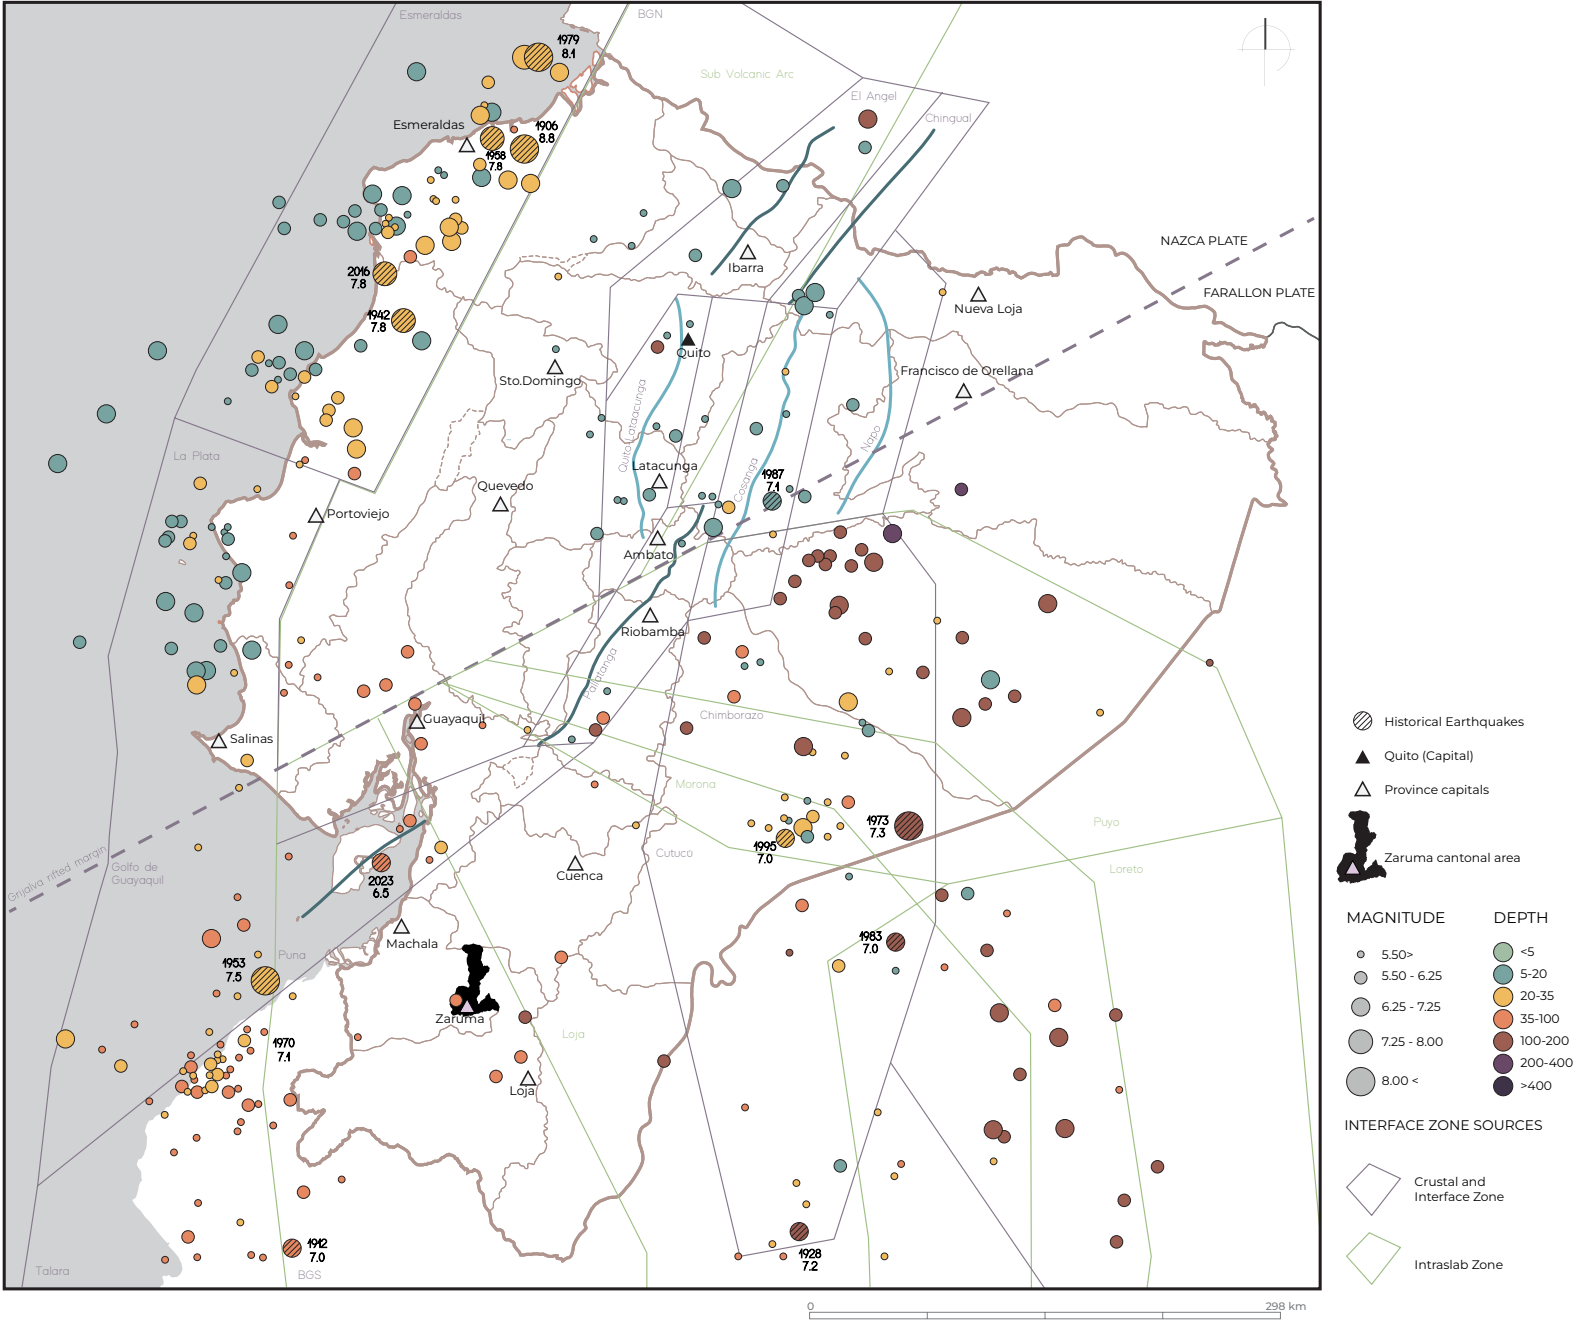 Esmeraldas
BGN
1979
8.1
Sub Volcanic Arc
El Angel
Chingual
Esmeraldas
1906
8.8
1958
7.8
NAZCA PLATE
Ibarra
2016
7.8
FARALLON PLATE
Nueva Loja
1942
7.8
Quito
Francisco de Orellana
Sto.Domingo
Quito Lataacunga
Napo
La Plata
Latacunga
Cosanga
1987
7.1
Quevedo
Portoviejo
Ambato
Riobamba
Pallatanga
Chimborazo
Guayaquil
Salinas
Morona
1973
7.3
Puyo
1995
7.0
Grijalva rifted margin
Golfo de
Guayaquil
Cutucú
Loreto
Cuenca
2023
6.5
Machala
1983
7.0
Puna
1953
7.5
Zaruma
Loja
1970
7.1
Loja
1912
7.0
1928
7.2
Talara
BGS
0
298 km
Historical Earthquakes
Quito (Capital)
Province capitals
Zaruma cantonal area
MAGNITUDE
5.50>
5.50 - 6.25
6.25 - 7.25
7.25 - 8.00
8.00 <
DEPTH
<5
5-20
20-35
35-100
100-200
200-400
>400
INTERFACE ZONE SOURCES
Crustal and
Interface Zone
Intraslab Zone